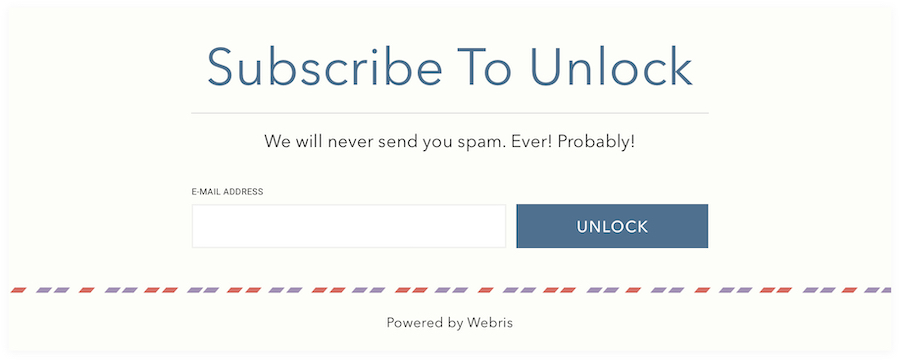 Subscribe To Unlock
We will never send you spam. Ever! Probably!
E-MAIL ADDRESS
UNLOCK
Powered by Webris